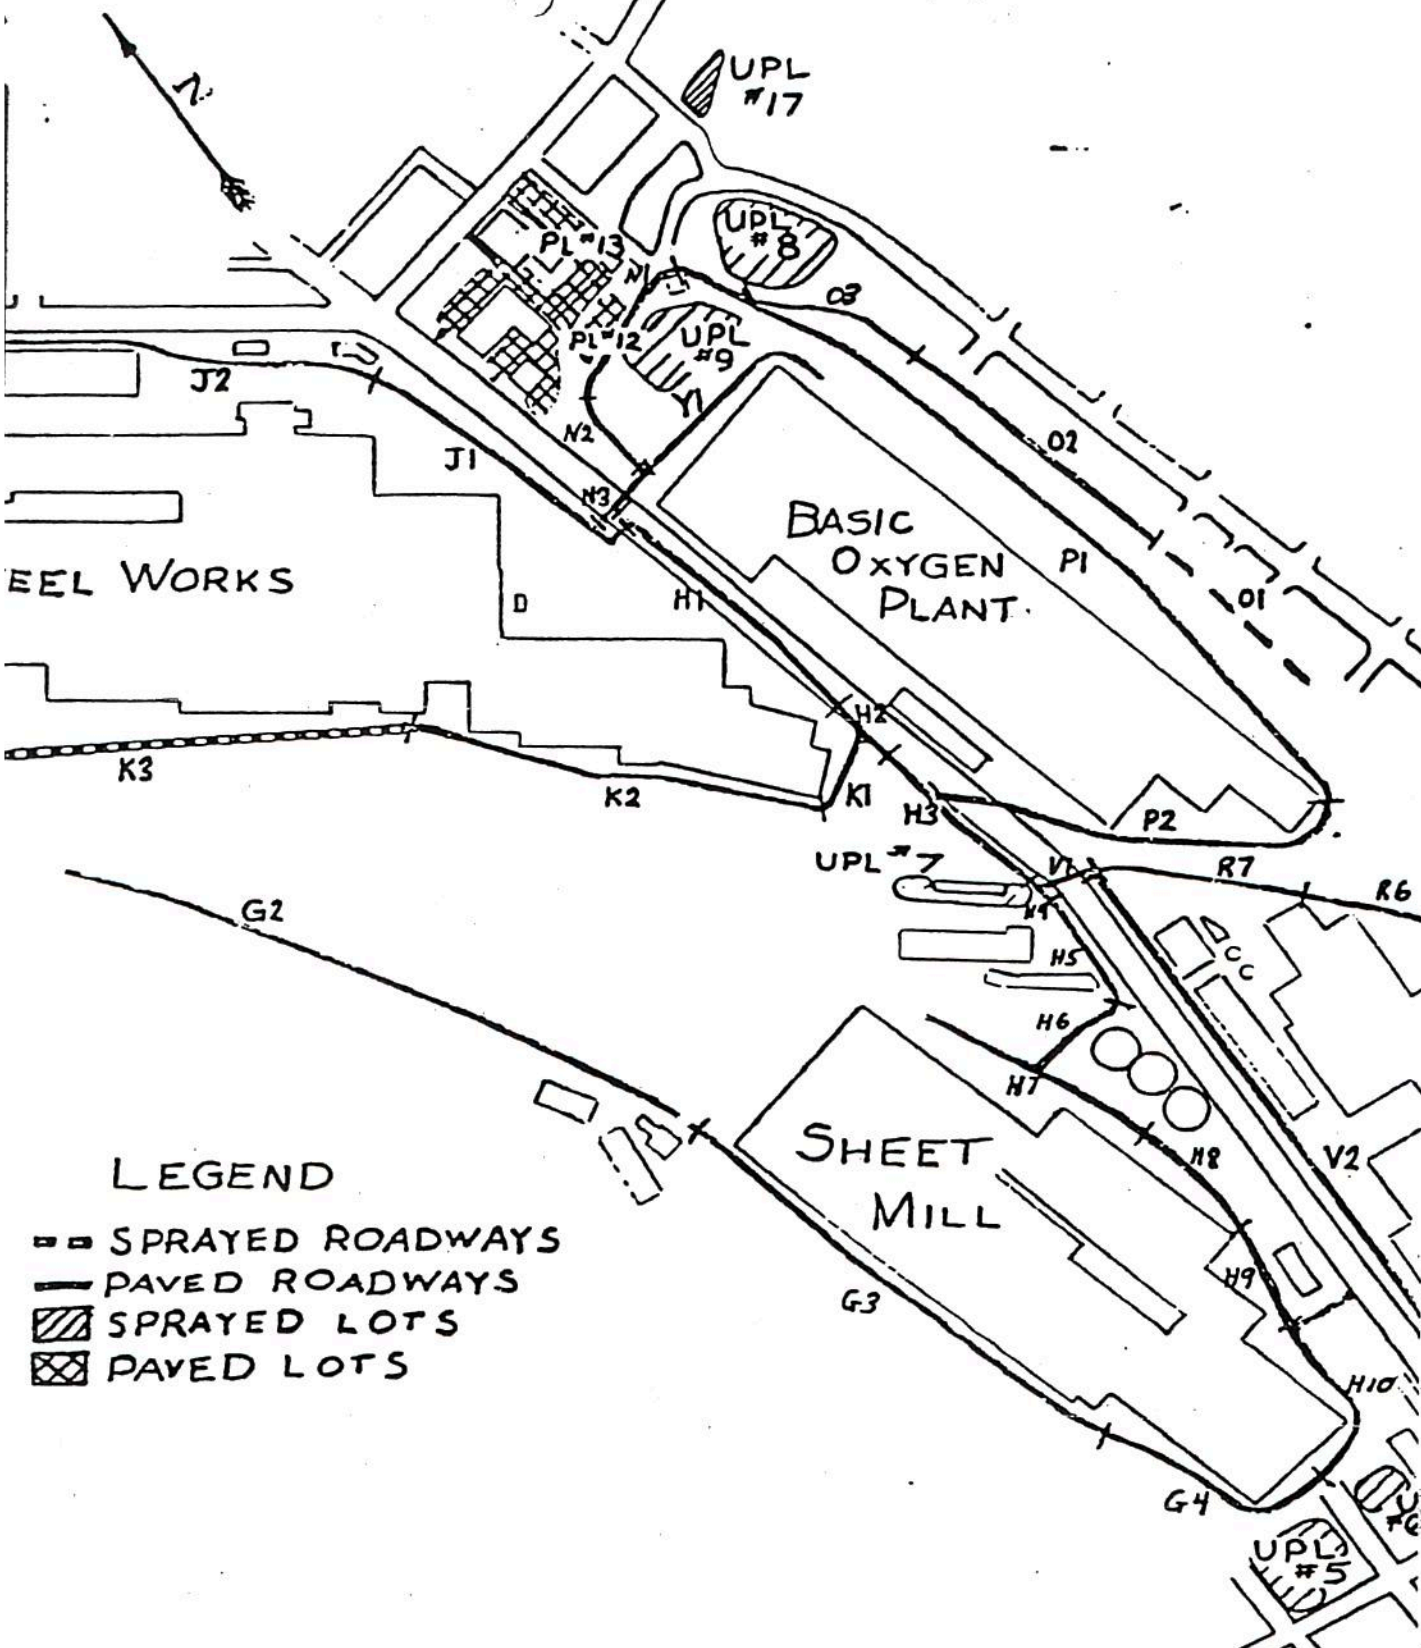 N
UPL
#17
UPL
#8
PL #13
N1
O3
PL #12
UPL
#9
Y1
J2
N2
J1
O2
N3
BASIC
OXYGEN
PLANT.
P1
EEL WORKS
D
H1
O1
H2
K3
K2
K1
H3
P2
UPL #7
V1
R7
R6
H4
G2
H5
C
C
H6
H7
SHEET
MILL
H8
V2
LEGEND
SPRAYED ROADWAYS
PAVED ROADWAYS
SPRAYED LOTS
PAVED LOTS
H9
G3
H10
G4
UPL
#5